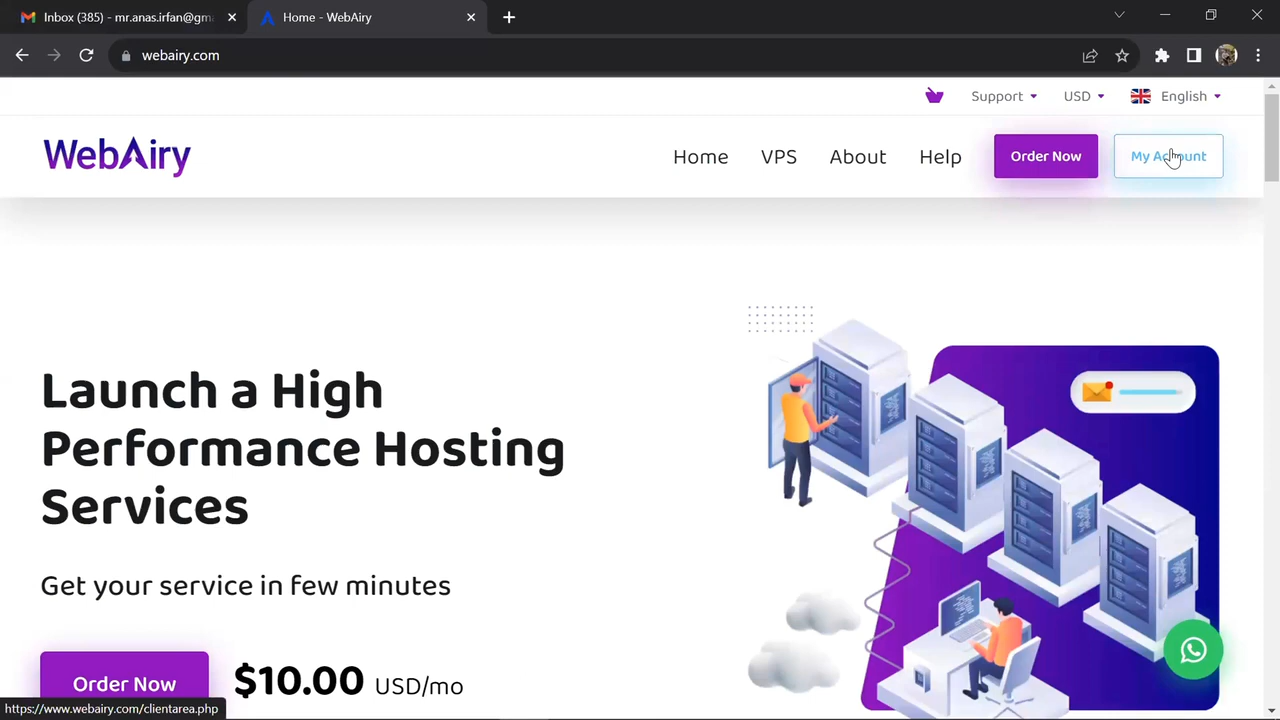 Inbox (385) - mr.anas.irfan@gm
Home - WebAiry
webairy.com
Support
USD
English
WebAiry
Home
VPS
About
Help
Order Now
My Account
Launch a High
Performance Hosting
Services
Get your service in few minutes
Order Now
$10.00 USD/mo
https://www.webairy.com/clientarea.php